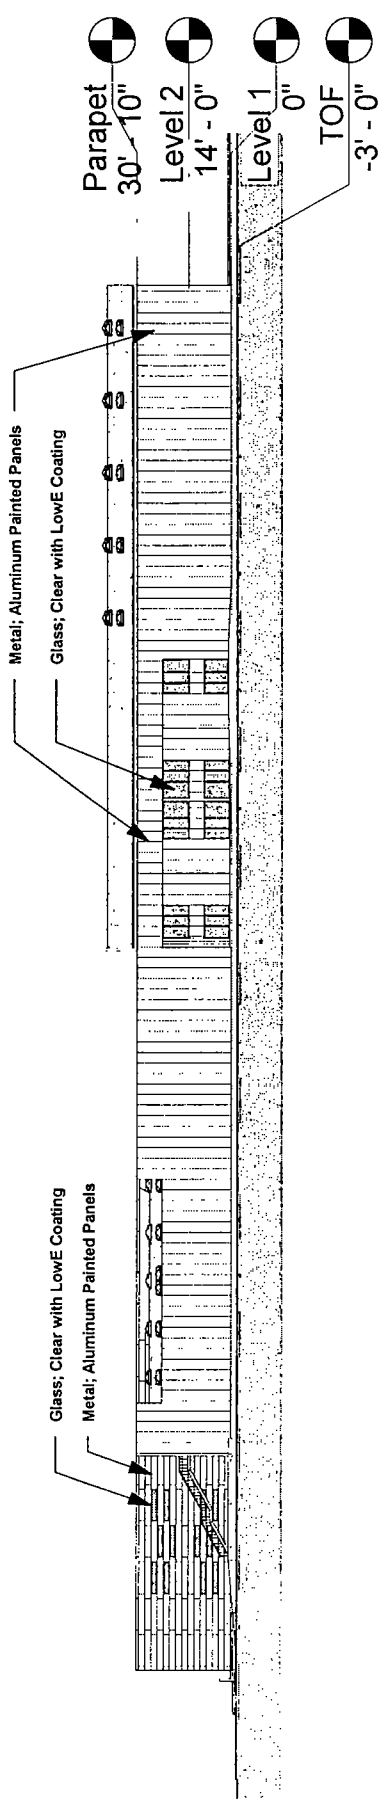 Parapet
30' - 10"
Level 2
14' - 0"
Level 1
0"
TOF
-3' - 0"
Metal; Aluminum Painted Panels
Glass; Clear with LowE Coating
Glass; Clear with LowE Coating
Metal; Aluminum Painted Panels